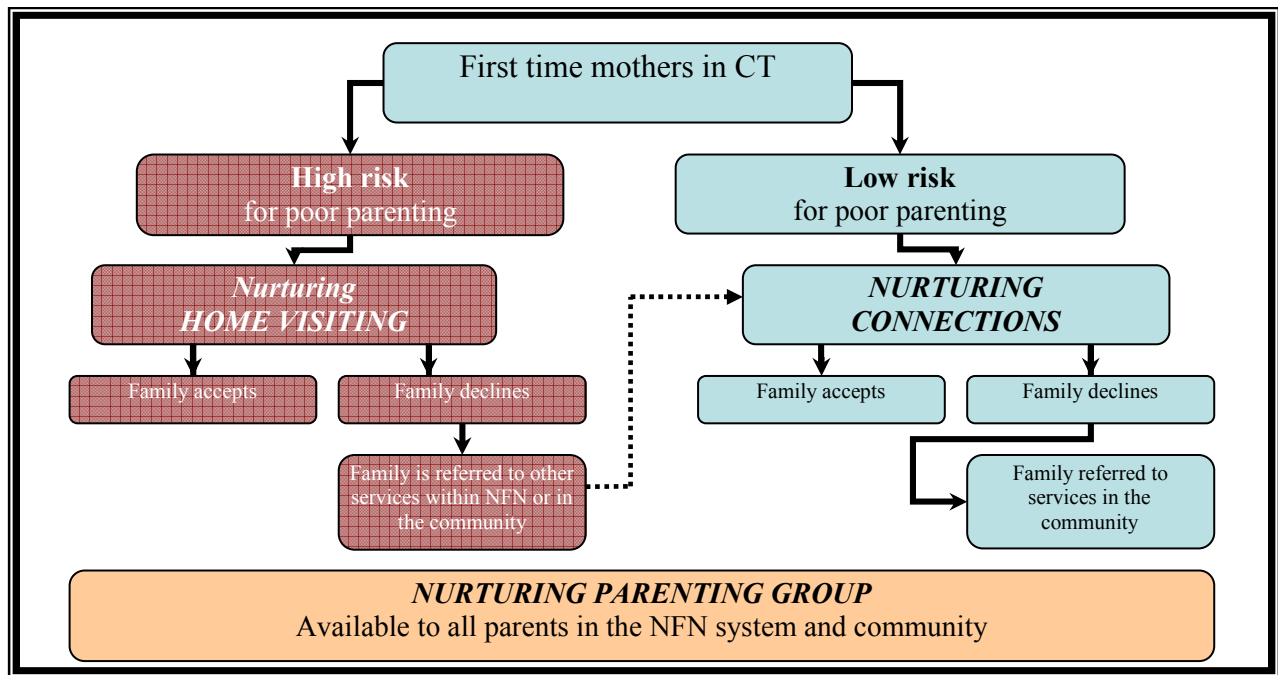 First time mothers in CT
High risk
for poor parenting
Low risk
for poor parenting
Nurturing
HOME VISITING
NURTURING
CONNECTIONS
Family accepts
Family declines
Family accepts
Family declines
Family is referred to other
services within NFN or in
the community
Family referred to
services in the
community
NURTURING PARENTING GROUP
Available to all parents in the NFN system and community